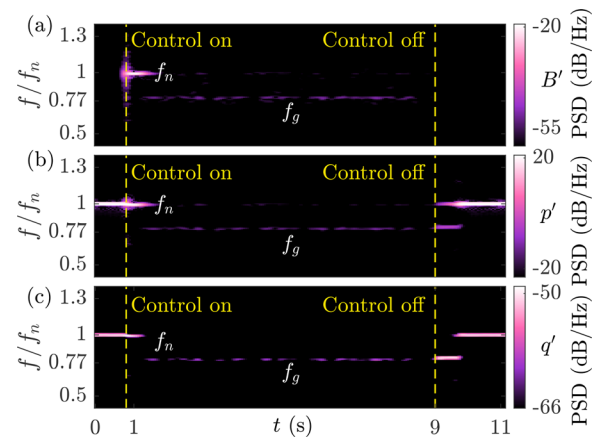 (a)
1.3
1
0.77
0.5
f/f_n
Control on
Control off
f_n
f_g
-20
-55
B′
PSD (dB/Hz)
(b)
1.3
1
0.77
0.5
f/f_n
Control on
Control off
f_n
f_g
20
-20
p′
PSD (dB/Hz)
(c)
1.3
1
0.77
0.5
f/f_n
Control on
Control off
f_n
f_g
-50
-66
q′
PSD (dB/Hz)
0 1 t (s) 9 11